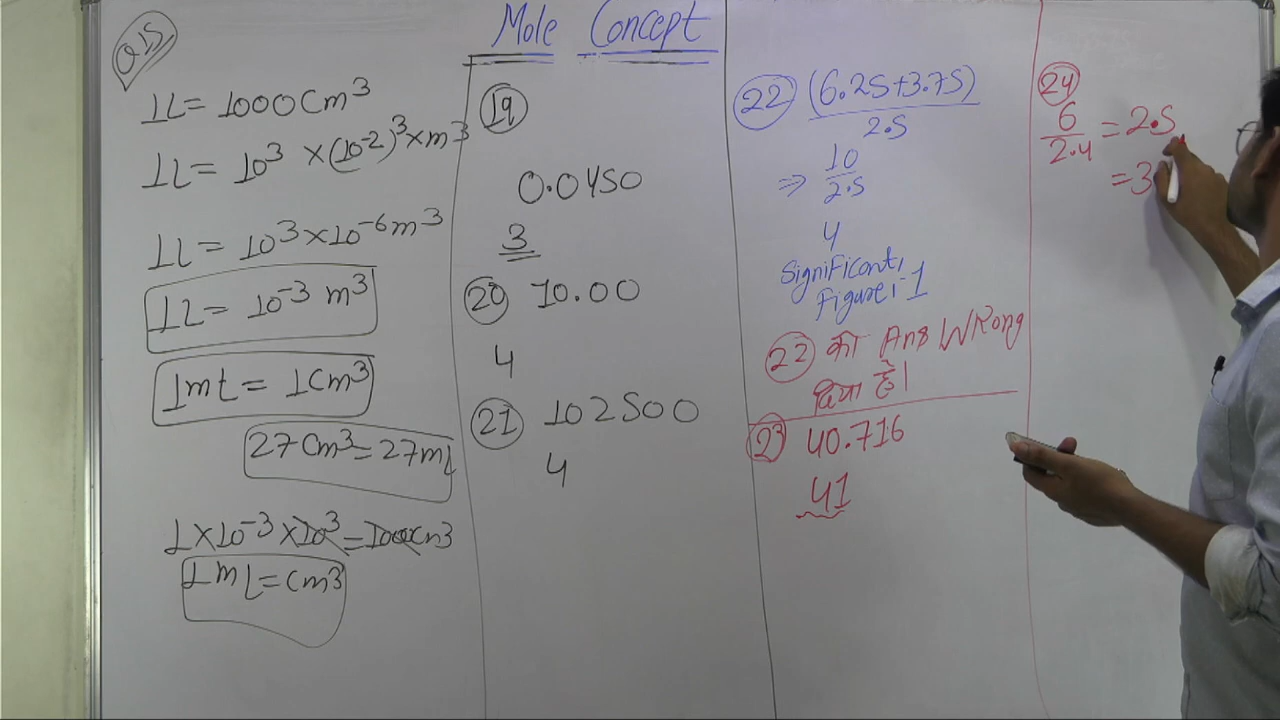 Mole Concept
Q15
1L = 1000 Cm³
1L = 10³ × (10⁻²)³ × m³
1L = 10³ × 10⁻⁶ m³
1L = 10⁻³ m³
1mL = 1Cm³
27 Cm³ = 27mL
1 × 10⁻³ × 10³ = 1000 Cm³
1mL = Cm³
19
0.0450
3
20 10.00
4
21 102500
4
22 (6.25+3.75)
2.5
⇒ 10
2.5
4
Significant
Figure:- 1
22 का Ans Wrong
दिया है।
23 40.716
41
24
6
2.4
= 2.5
= 3